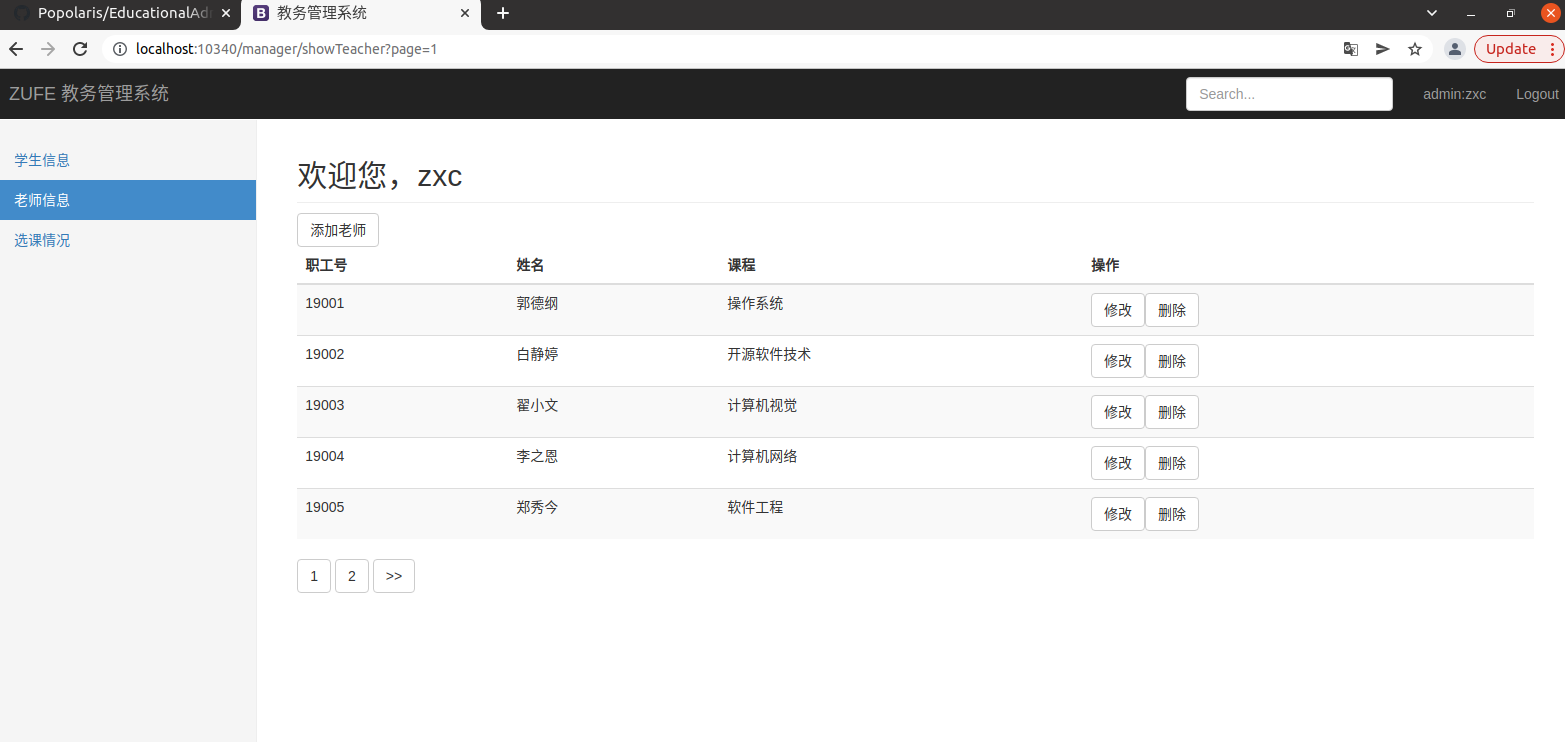 Popolaris/EducationalAd
教务管理系统
localhost:10340/manager/showTeacher?page=1
Update
ZUFE 教务管理系统
Search...
admin:zxc
Logout
学生信息
老师信息
选课情况
欢迎您，zxc
添加老师
职工号 姓名 课程 操作
19001 郭德纲 操作系统 修改 删除
19002 白静婷 开源软件技术 修改 删除
19003 翟小文 计算机视觉 修改 删除
19004 李之恩 计算机网络 修改 删除
19005 郑秀今 软件工程 修改 删除
1 2 >>